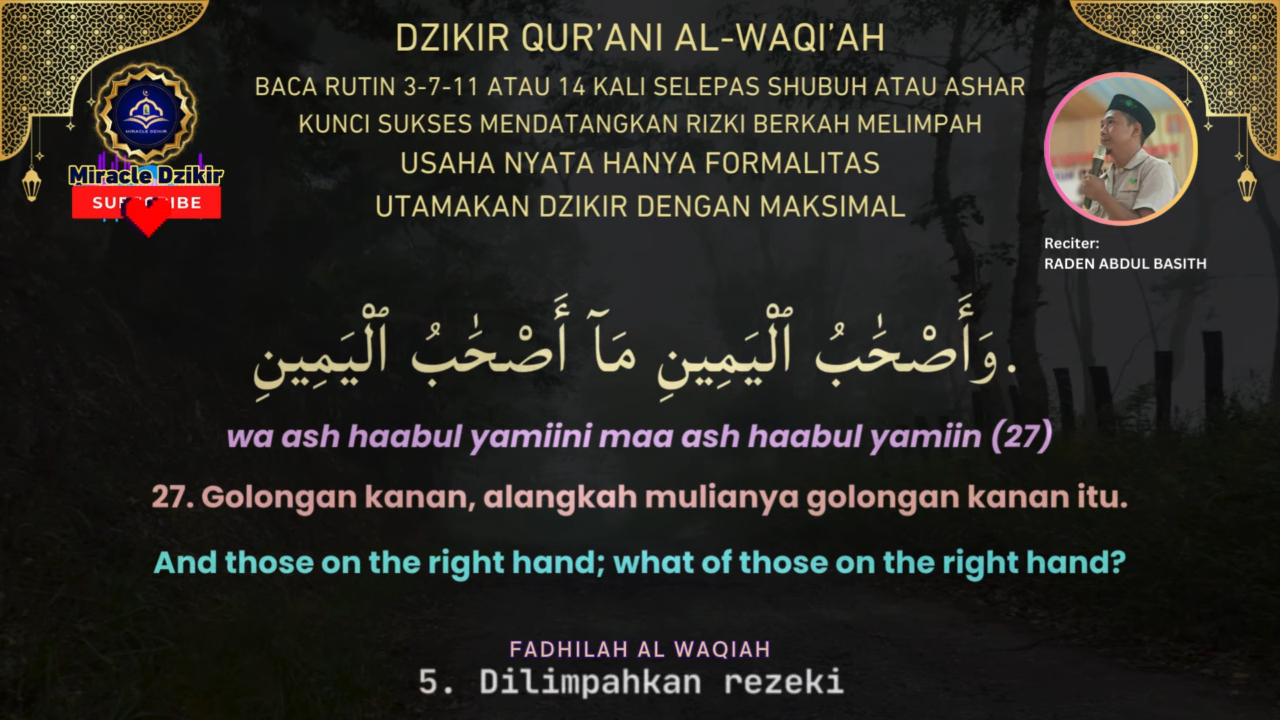 DZIKIR QUR'ANI AL-WAQI'AH
BACA RUTIN 3-7-11 ATAU 14 KALI SELEPAS SHUBUH ATAU ASHAR
KUNCI SUKSES MENDATANGKAN RIZKI BERKAH MELIMPAH
USAHA NYATA HANYA FORMALITAS
UTAMAKAN DZIKIR DENGAN MAKSIMAL
MIRACLE DZIKIR
Miracle Dzikir
Reciter:
RADEN ABDUL BASITH
وَأَصْحَٰبُ ٱلْيَمِينِ مَآ أَصْحَٰبُ ٱلْيَمِينِ.
wa ash haabul yamiini maa ash haabul yamiin (27)
27. Golongan kanan, alangkah mulianya golongan kanan itu.
And those on the right hand; what of those on the right hand?
FADHILAH AL WAQIAH
5. Dilimpahkan rezeki